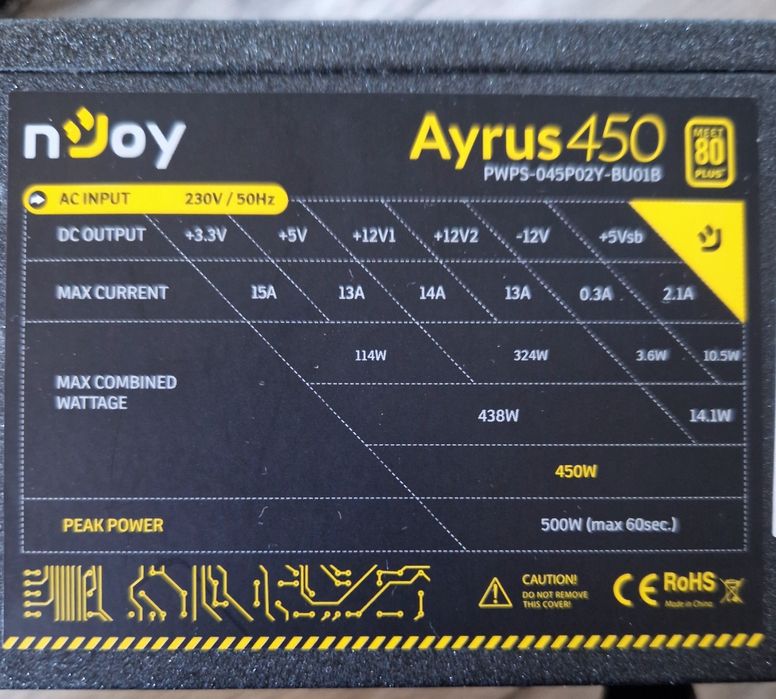 nJoy
Ayrus 450
MEET
80
PLUS
PWPS-045P02Y-BU01B
AC INPUT 230V / 50Hz
DC OUTPUT +3.3V +5V +12V1 +12V2 -12V +5Vsb
MAX CURRENT 15A 13A 14A 13A 0.3A 2.1A
114W 324W 3.6W 10.5W
MAX COMBINED
WATTAGE
438W 14.1W
450W
PEAK POWER 500W (max 60sec.)
CAUTION!
DO NOT REMOVE
THIS COVER!
CE RoHS
Made in China